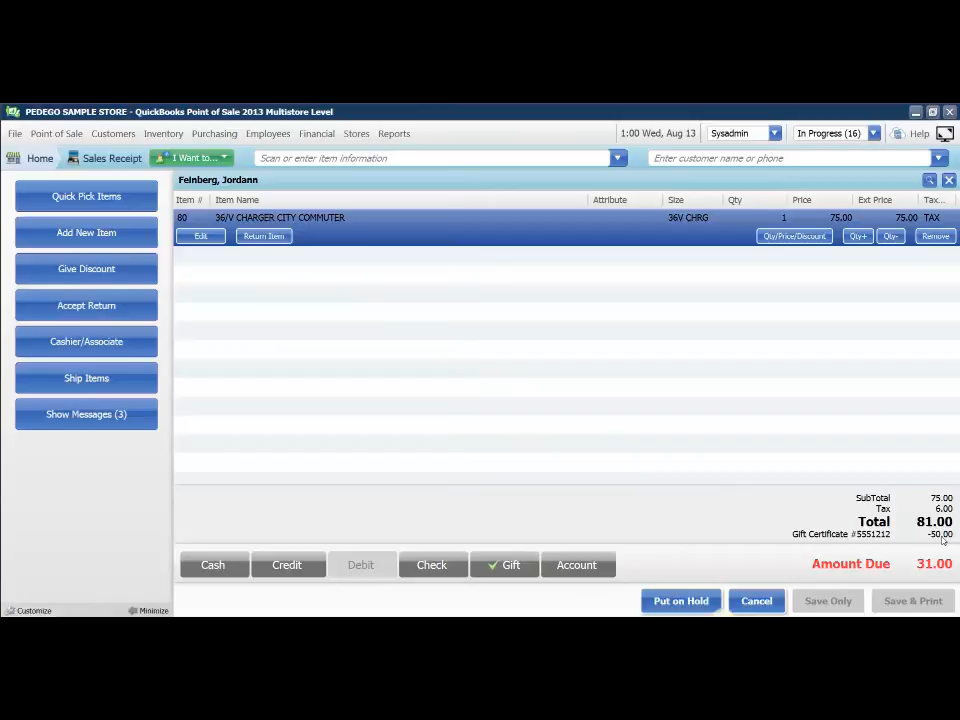 PEDEGO SAMPLE STORE - QuickBooks Point of Sale 2013 Multistore Level
File Point of Sale Customers Inventory Purchasing Employees Financial Stores Reports 1:00 Wed, Aug 13 Sysadmin In Progress (16) Help
Home Sales Receipt I Want to... Scan or enter item information Enter customer name or phone
Feinberg, Jordann
Item # Item Name Attribute Size Qty Price Ext Price Tax...
80 36/V CHARGER CITY COMMUTER 36V CHRG 1 75.00 75.00 TAX
Edit Return Item Qty/Price/Discount Qty+ Qty- Remove
Quick Pick Items
Add New Item
Give Discount
Accept Return
Cashier/Associate
Ship Items
Show Messages (3)
SubTotal 75.00
Tax 6.00
Total 81.00
Gift Certificate #5551212 -50.00
Cash Credit Debit Check Gift Account Amount Due 31.00
Put on Hold Cancel Save Only Save & Print
Customize Minimize